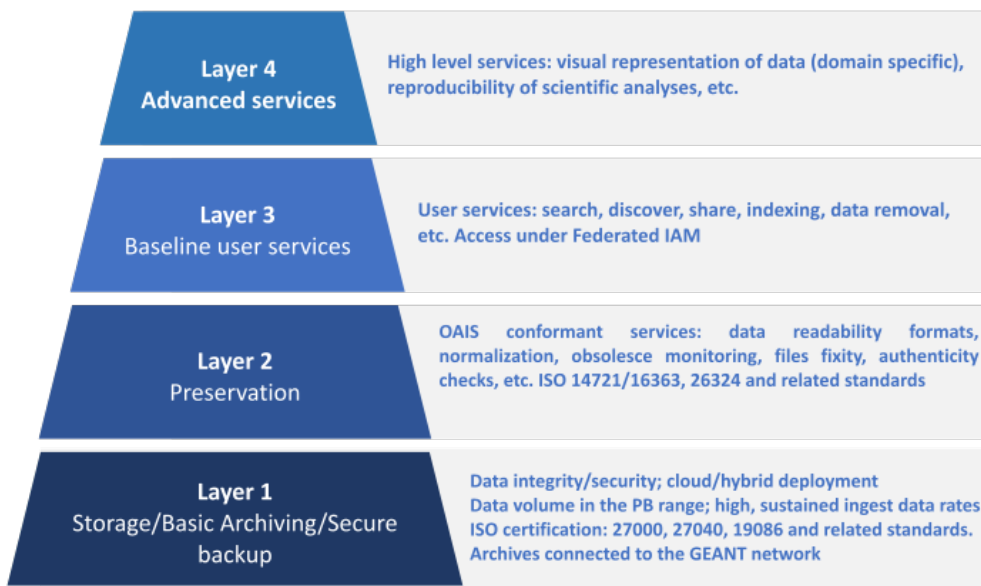 Layer 4
Advanced services
High level services: visual representation of data (domain specific),
reproducibility of scientific analyses, etc.
Layer 3
Baseline user services
User services: search, discover, share, indexing, data removal,
etc. Access under Federated IAM
Layer 2
Preservation
OAIS conformant services: data readability formats,
normalization, obsolesce monitoring, files fixity, authenticity
checks, etc. ISO 14721/16363, 26324 and related standards
Layer 1
Storage/Basic Archiving/Secure
backup
Data integrity/security; cloud/hybrid deployment
Data volume in the PB range; high, sustained ingest data rates
ISO certification: 27000, 27040, 19086 and related standards.
Archives connected to the GEANT network